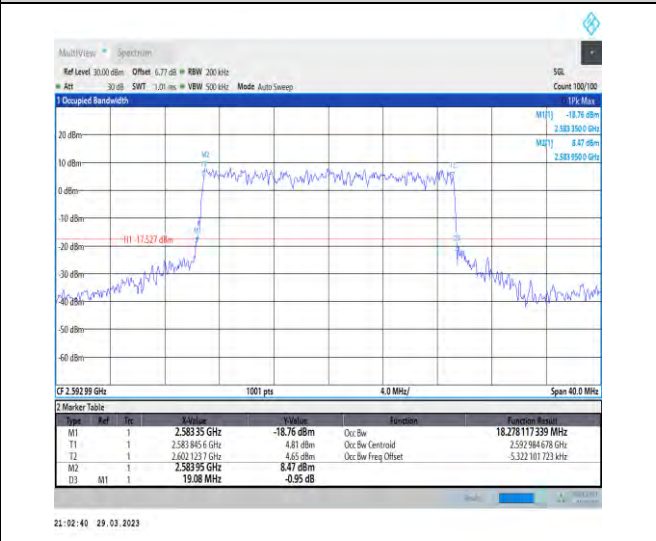 MultiView Spectrum
Ref Level 30.00 dBm Offset 6.77 dB RBW 200 kHz SGL
Att 30 dB SWT 1.01 ms VBW 500 kHz Mode Auto Sweep Count 100/100
1 Occupied Bandwidth 1Pk Max
M1[1] -18.76 dBm
2.583 350 0 GHz
M2[1] 8.47 dBm
2.583 950 0 GHz
20 dBm
M2
10 dBm
0 dBm
-10 dBm
H1 -17.527 dBm
-20 dBm
-30 dBm
-40 dBm
-50 dBm
-60 dBm
CF 2.592 99 GHz 1001 pts 4.0 MHz/ Span 40.0 MHz
2 Marker Table
Type Ref Trc X-Value Y-Value Function Function Result
M1 1 2.583 35 GHz -18.76 dBm Occ Bw 18.278 117 339 MHz
T1 1 2.583 845 6 GHz 4.81 dBm Occ Bw Centroid 2.592 984 678 GHz
T2 1 2.602 123 7 GHz 4.65 dBm Occ Bw Freq Offset -5.322 101 723 kHz
M2 1 2.583 95 GHz 8.47 dBm
D3 M1 1 19.08 MHz -0.95 dB
21:02:40 29.03.2023